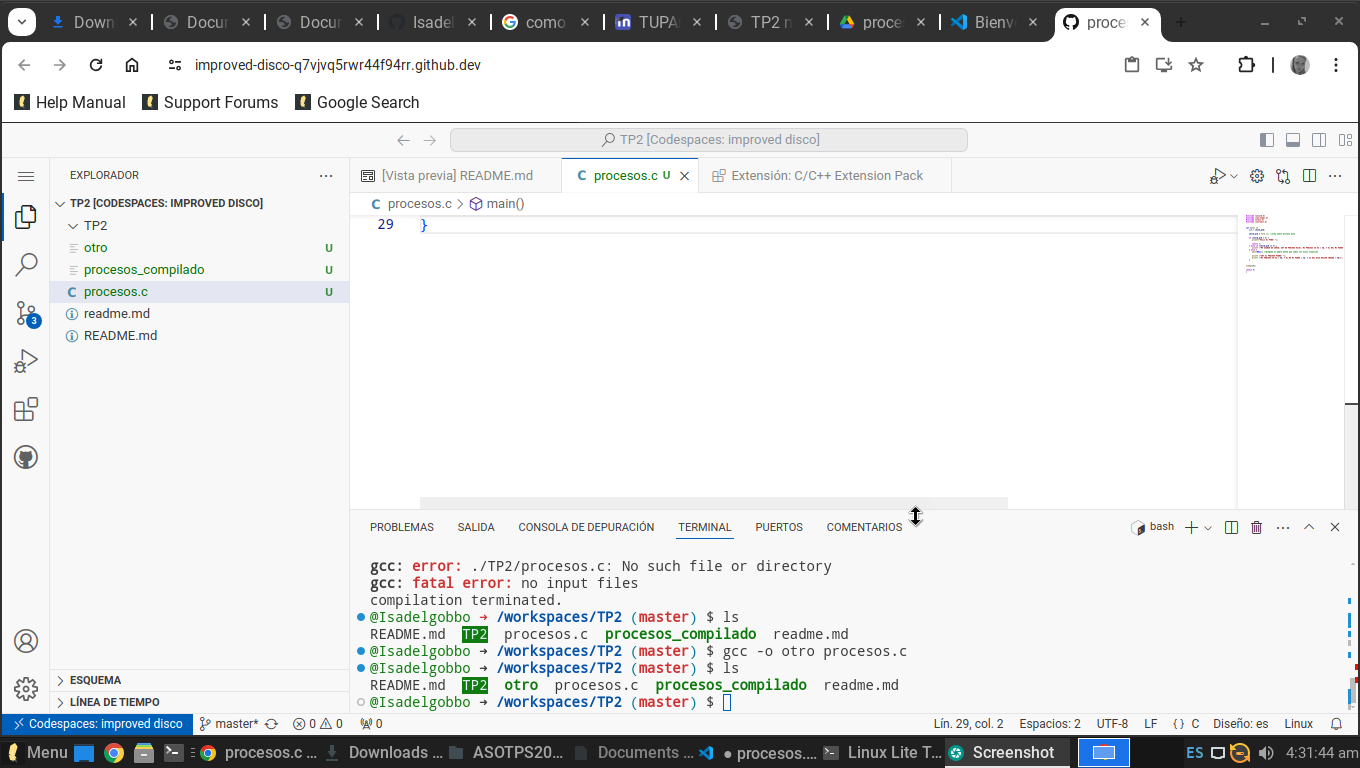 Down
Docur
Docur
Isadel
como
TUPA
TP2 n
proce
Bienv
proce
improved-disco-q7vjvq5rwr44f94rr.github.dev
Help Manual
Support Forums
Google Search
TP2 [Codespaces: improved disco]
EXPLORADOR
[Vista previa] README.md
procesos.c U
Extensión: C/C++ Extension Pack
TP2 [CODESPACES: IMPROVED DISCO]
procesos.c > main()
TP2
29 }
otro U
procesos_compilado U
procesos.c U
readme.md
3
README.md
PROBLEMAS SALIDA CONSOLA DE DEPURACIÓN TERMINAL PUERTOS COMENTARIOS
bash
gcc: error: ./TP2/procesos.c: No such file or directory
gcc: fatal error: no input files
compilation terminated.
@Isadelgobbo → /workspaces/TP2 (master) $ ls
README.md TP2 procesos.c procesos_compilado readme.md
@Isadelgobbo → /workspaces/TP2 (master) $ gcc -o otro procesos.c
@Isadelgobbo → /workspaces/TP2 (master) $ ls
README.md TP2 otro procesos.c procesos_compilado readme.md
@Isadelgobbo → /workspaces/TP2 (master) $
ESQUEMA
LÍNEA DE TIEMPO
Codespaces: improved disco
master*
0 0
0
Lín. 29, col. 2
Espacios: 2
UTF-8
LF
{ } C
Diseño: es
Linux
Menu
procesos.c ...
Downloads ...
ASOTPS20...
Documents ...
● procesos....
Linux Lite T...
Screenshot
ES
4:31:44 am